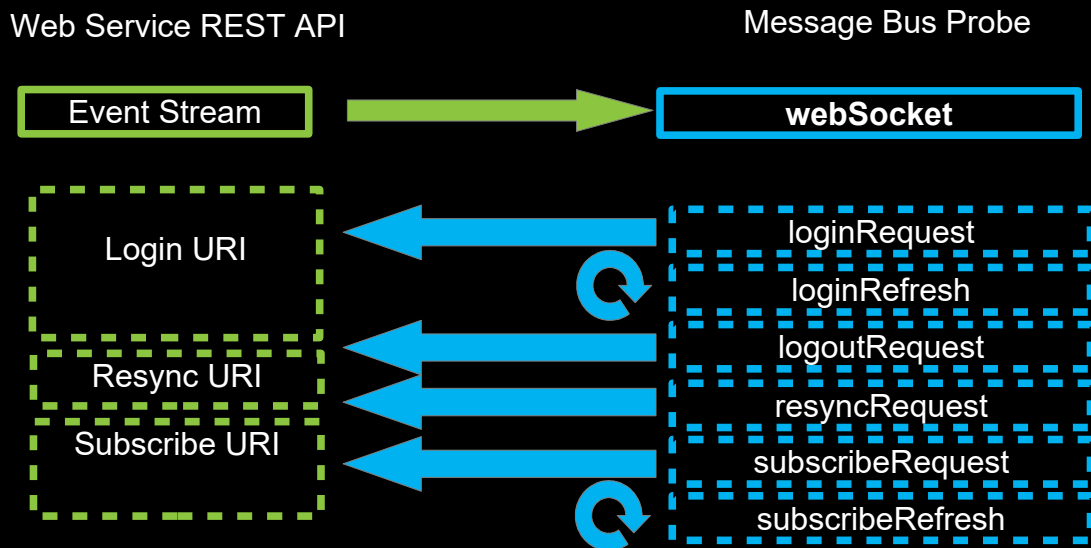 Web Service REST API
Message Bus Probe
Event Stream
webSocket
Login URI
Resync URI
Subscribe URI
loginRequest
loginRefresh
logoutRequest
resyncRequest
subscribeRequest
subscribeRefresh